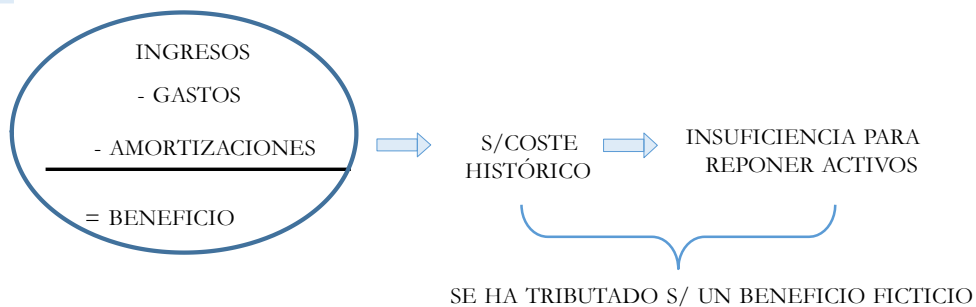 INGRESOS
- GASTOS
- AMORTIZACIONES
= BENEFICIO
S/COSTE
HISTÓRICO
INSUFICIENCIA PARA
REPONER ACTIVOS
SE HA TRIBUTADO S/ UN BENEFICIO FICTICIO